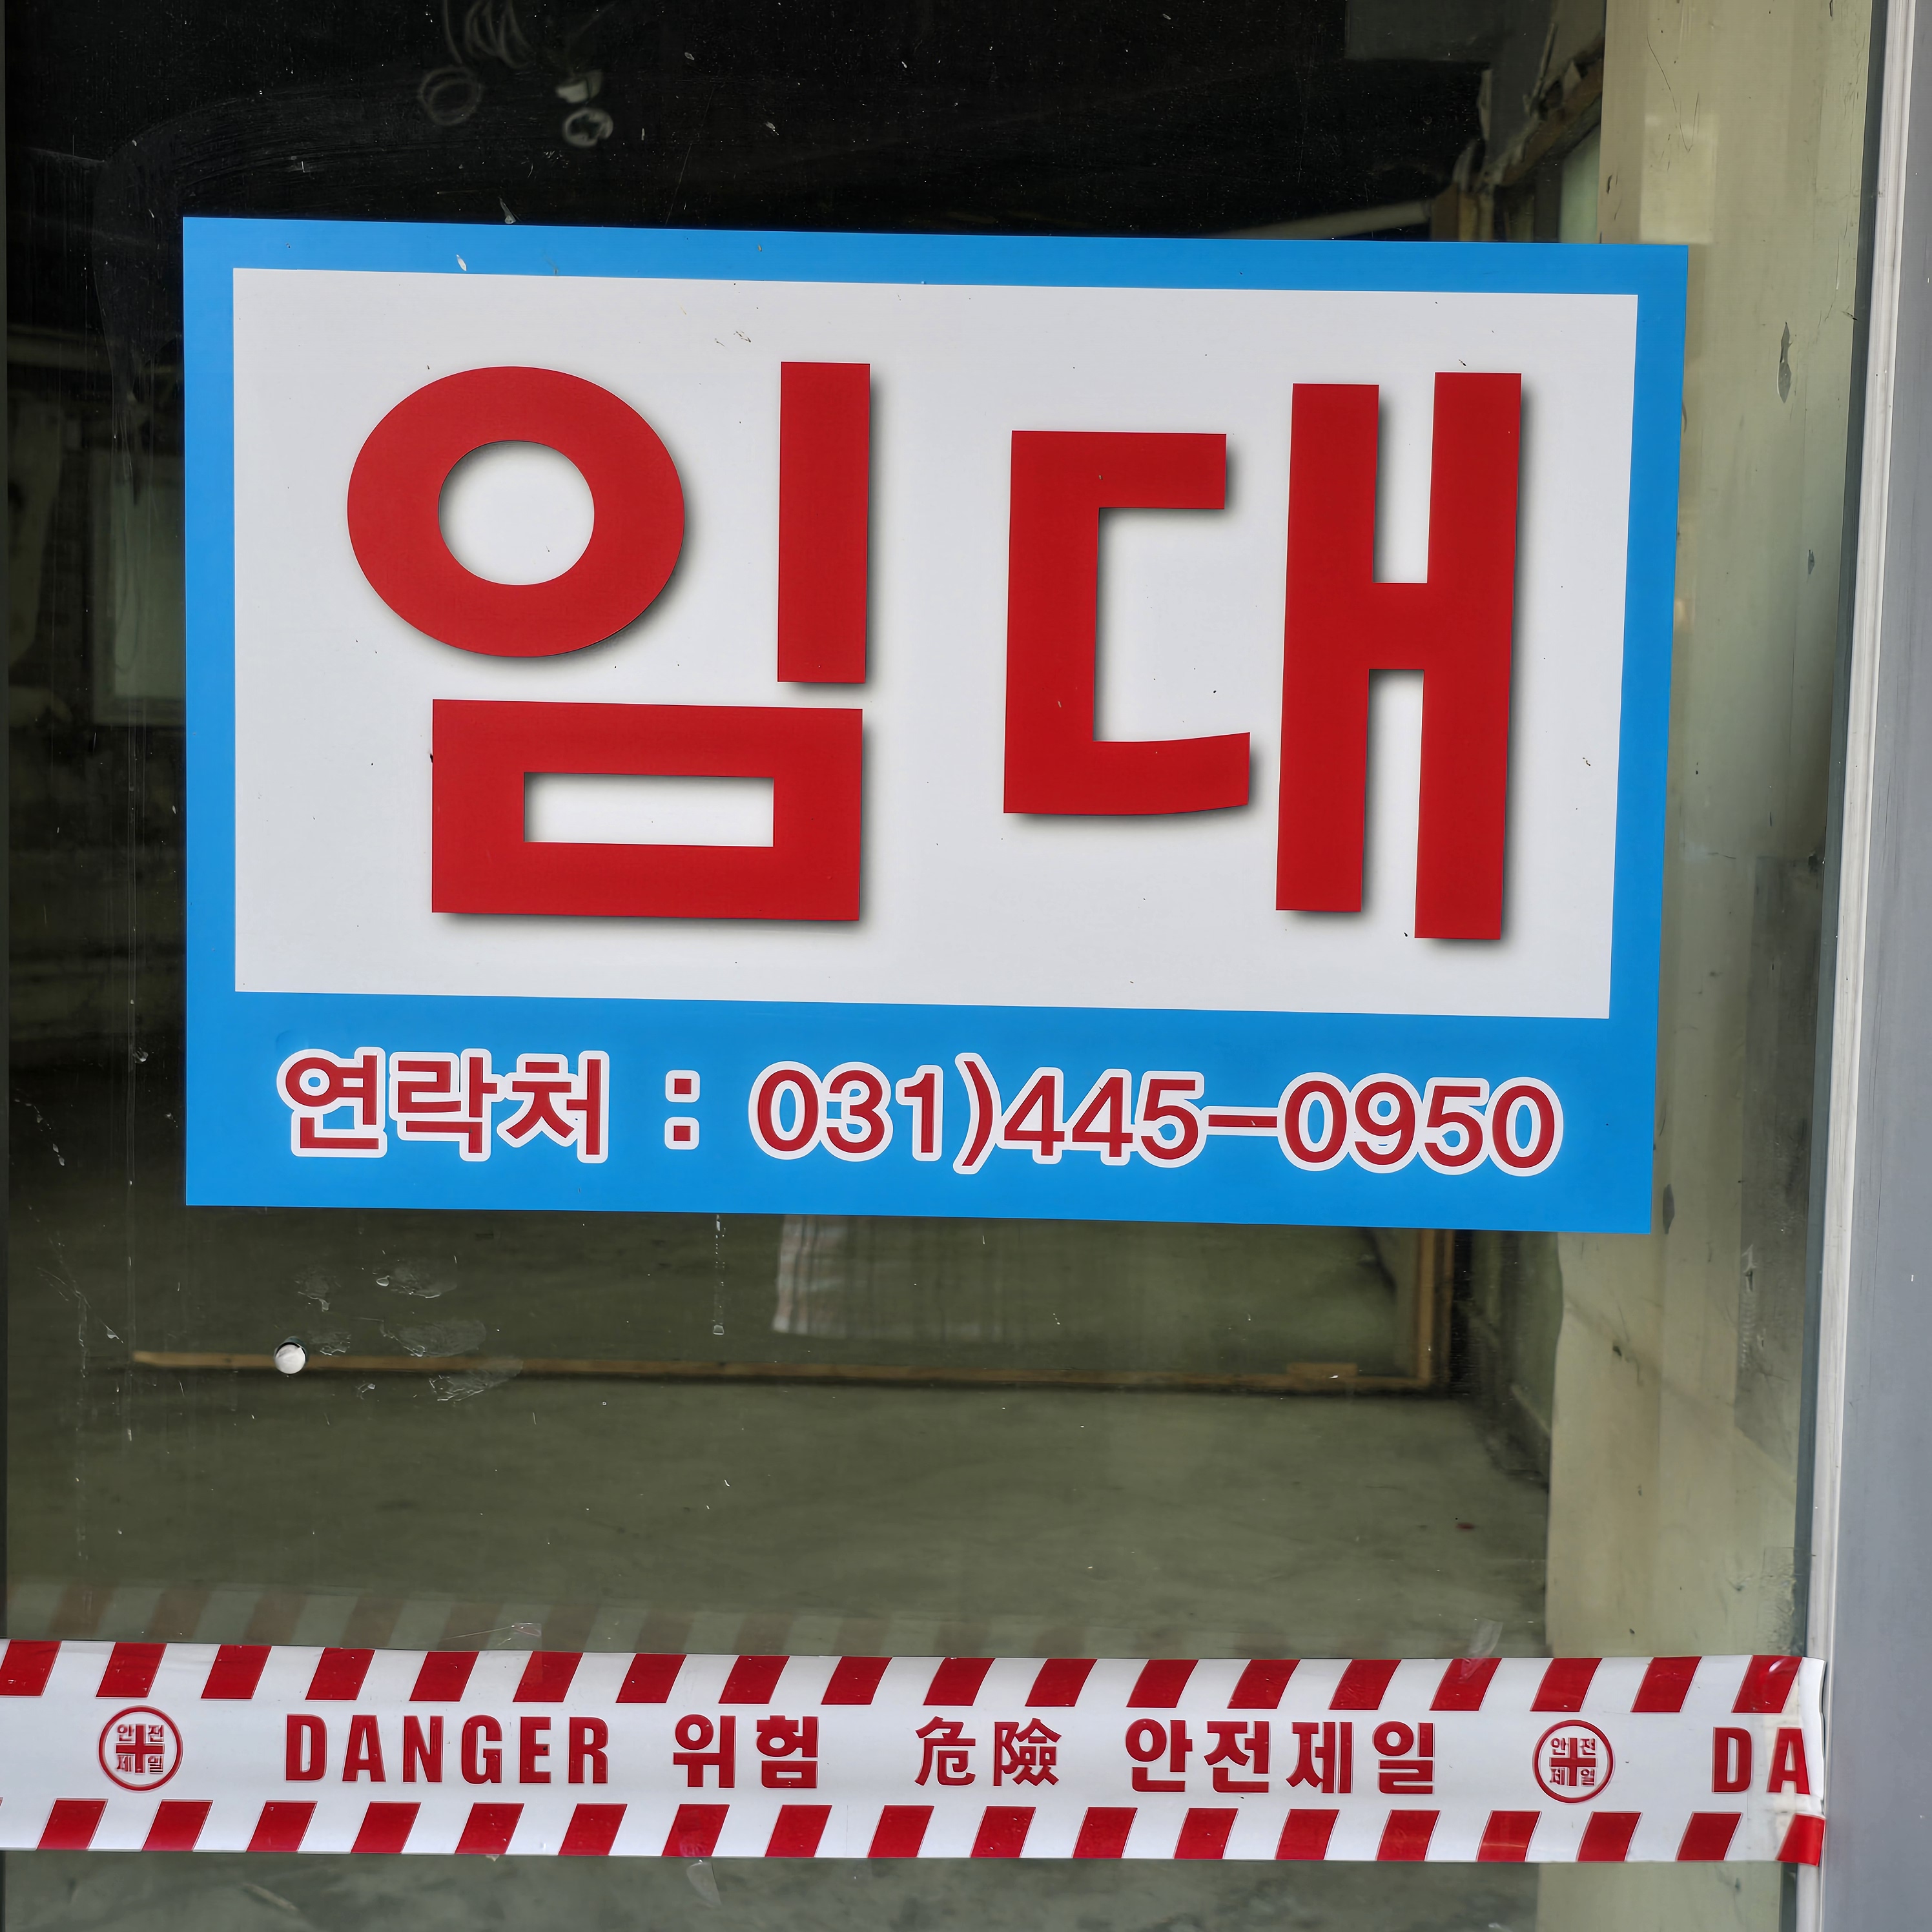 임대
연락처 : 031)445-0950
안전제일 DANGER 위험 危險 안전제일 안전제일 DA